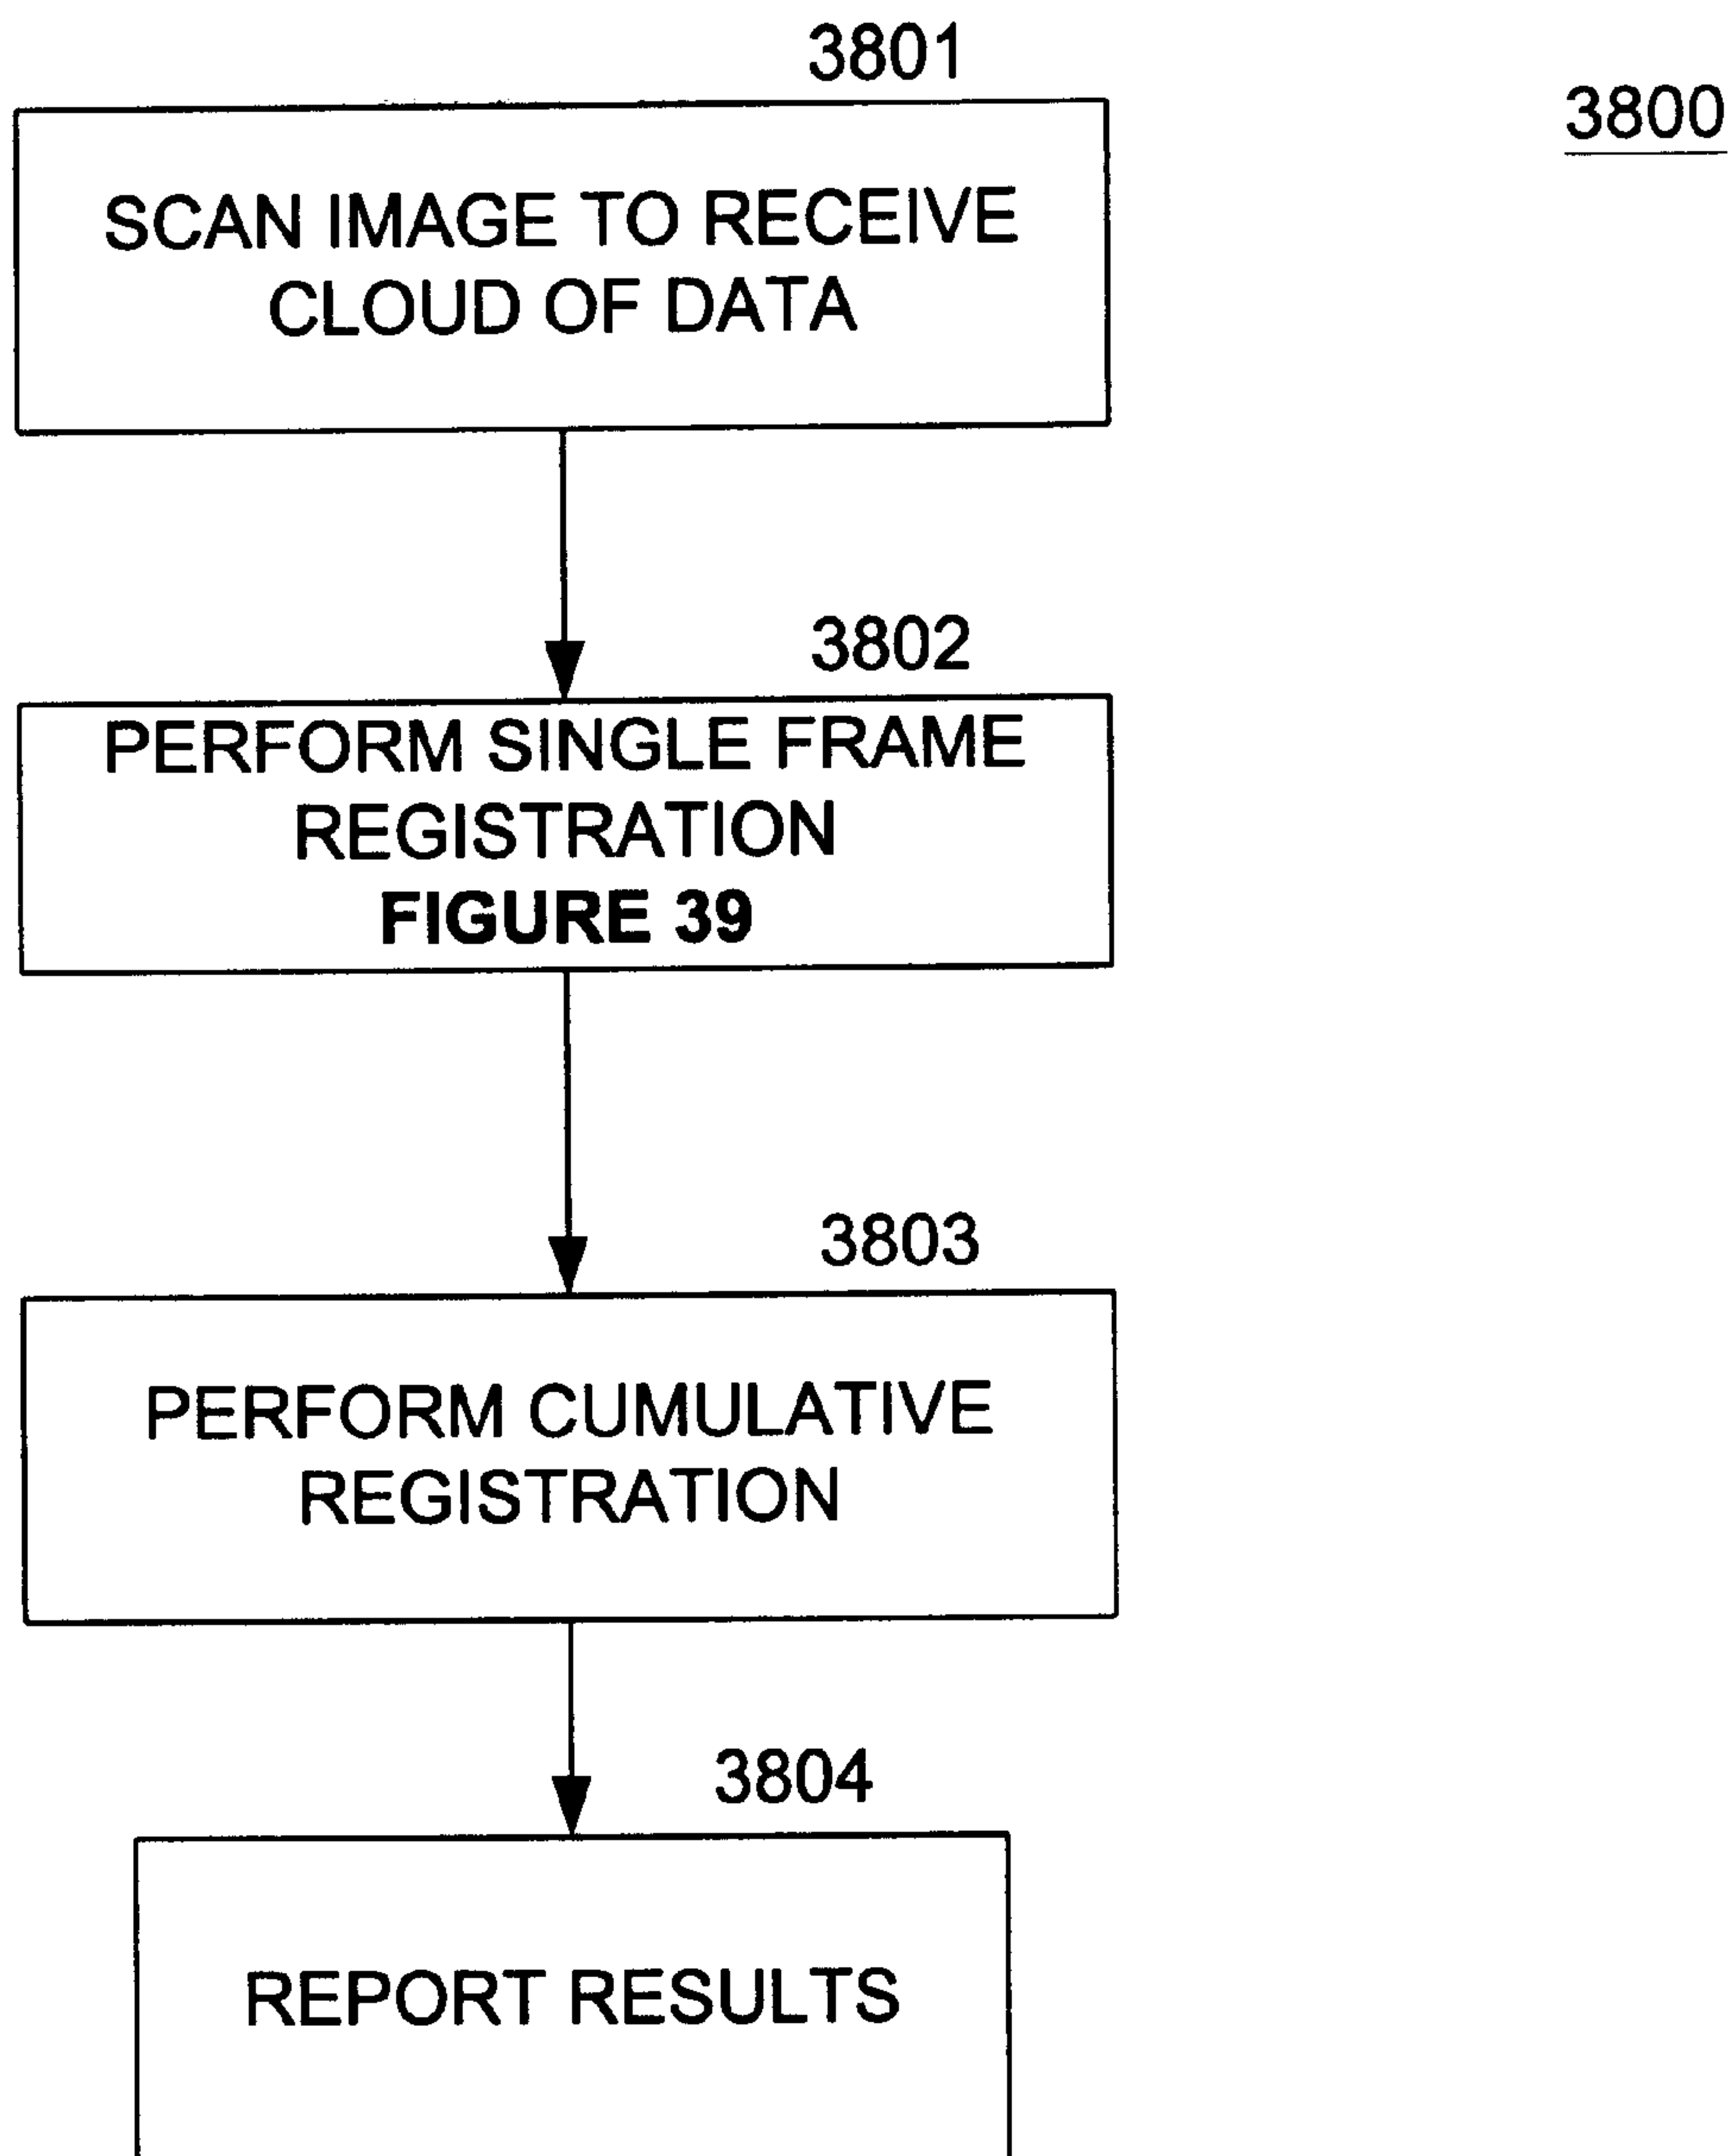 3801
3800
SCAN IMAGE TO RECEIVE
CLOUD OF DATA
3802
PERFORM SINGLE FRAME
REGISTRATION
FIGURE 39
3803
PERFORM CUMULATIVE
REGISTRATION
3804
REPORT RESULTS